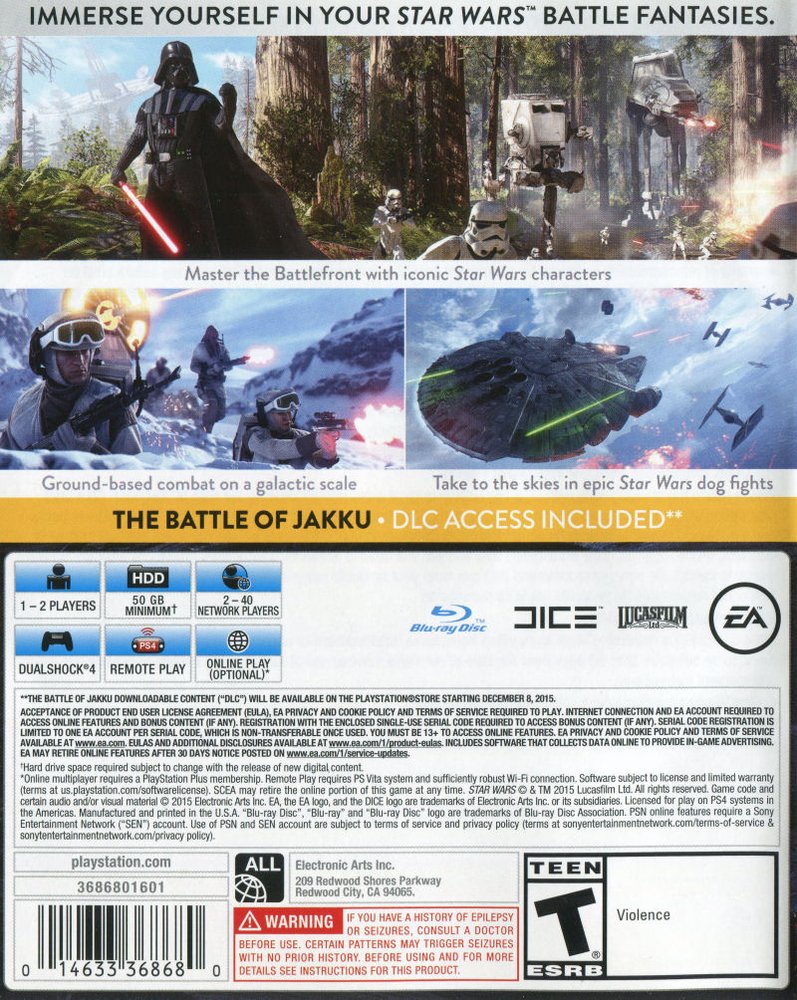 IMMERSE YOURSELF IN YOUR STAR WARS™ BATTLE FANTASIES.
Master the Battlefront with iconic Star Wars characters
Ground-based combat on a galactic scale
Take to the skies in epic Star Wars dog fights
THE BATTLE OF JAKKU • DLC ACCESS INCLUDED**
1 – 2 PLAYERS
HDD
50 GB
MINIMUM†
2 – 40
NETWORK PLAYERS
DUALSHOCK®4
PS4
REMOTE PLAY
ONLINE PLAY
(OPTIONAL)*
Blu-ray Disc™
DICE™
LUCASFILM
Ltd
EA
**THE BATTLE OF JAKKU DOWNLOADABLE CONTENT ("DLC") WILL BE AVAILABLE ON THE PLAYSTATION®STORE STARTING DECEMBER 8, 2015.
ACCEPTANCE OF PRODUCT END USER LICENSE AGREEMENT (EULA), EA PRIVACY AND COOKIE POLICY AND TERMS OF SERVICE REQUIRED TO PLAY. INTERNET CONNECTION AND EA ACCOUNT REQUIRED TO
ACCESS ONLINE FEATURES AND BONUS CONTENT (IF ANY). REGISTRATION WITH THE ENCLOSED SINGLE-USE SERIAL CODE REQUIRED TO ACCESS BONUS CONTENT (IF ANY). SERIAL CODE REGISTRATION IS
LIMITED TO ONE EA ACCOUNT PER SERIAL CODE, WHICH IS NON-TRANSFERABLE ONCE USED. YOU MUST BE 13+ TO ACCESS ONLINE FEATURES. EA PRIVACY AND COOKIE POLICY AND TERMS OF SERVICE
AVAILABLE AT www.ea.com. EULAS AND ADDITIONAL DISCLOSURES AVAILABLE AT www.ea.com/1/product-eulas. INCLUDES SOFTWARE THAT COLLECTS DATA ONLINE TO PROVIDE IN-GAME ADVERTISING.
EA MAY RETIRE ONLINE FEATURES AFTER 30 DAYS NOTICE POSTED ON www.ea.com/1/service-updates.
†Hard drive space required subject to change with the release of new digital content.
*Online multiplayer requires a PlayStation Plus membership. Remote Play requires PS Vita system and sufficiently robust Wi-Fi connection. Software subject to license and limited warranty
(terms at us.playstation.com/softwarelicense). SCEA may retire the online portion of this game at any time. STAR WARS © & TM 2015 Lucasfilm Ltd. All rights reserved. Game code and
certain audio and/or visual material © 2015 Electronic Arts Inc. EA, the EA logo, and the DICE logo are trademarks of Electronic Arts Inc. or its subsidiaries. Licensed for play on PS4 systems in
the Americas. Manufactured and printed in the U.S.A. "Blu-ray Disc", "Blu-ray" and "Blu-ray Disc" logo are trademarks of Blu-ray Disc Association. PSN online features require a Sony
Entertainment Network ("SEN") account. Use of PSN and SEN account are subject to terms of service and privacy policy (terms at sonyentertainmentnetwork.com/terms-of-service &
sonyentertainmentnetwork.com/privacy policy).
playstation.com
3686801601
ALL
Electronic Arts Inc.
209 Redwood Shores Parkway
Redwood City, CA 94065.
WARNING IF YOU HAVE A HISTORY OF EPILEPSY
OR SEIZURES, CONSULT A DOCTOR
BEFORE USE. CERTAIN PATTERNS MAY TRIGGER SEIZURES
WITH NO PRIOR HISTORY. BEFORE USING AND FOR MORE
DETAILS SEE INSTRUCTIONS FOR THIS PRODUCT.
0 14633 36868 0
TEEN
T
®
ESRB
Violence